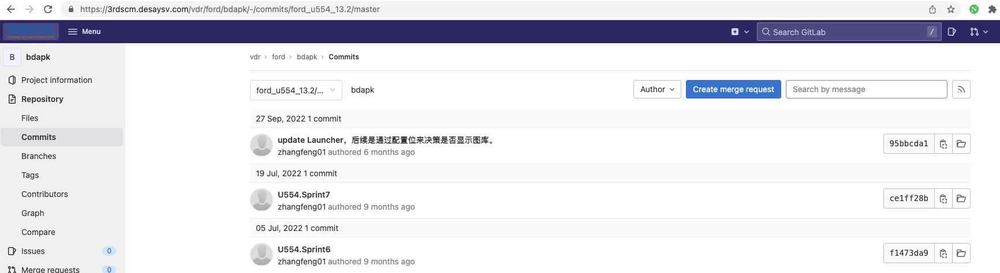 https://3rdscm.desaysv.com/vdr/ford/bdapk/-/commits/ford_u554_13.2/master
DESAY SV AUTOMOTIVE
Menu
Search GitLab
/
B
bdapk
Project information
Repository
Files
Commits
Branches
Tags
Contributors
Graph
Compare
Issues
0
Merge requests
0
vdr > ford > bdapk > Commits
ford_u554_13.2/...
bdapk
Author
Create merge request
Search by message
27 Sep, 2022 1 commit
update Launcher，后续是通过配置位来决策是否显示图库。
zhangfeng01 authored 6 months ago
95bbcda1
19 Jul, 2022 1 commit
U554.Sprint7
zhangfeng01 authored 9 months ago
ce1ff28b
05 Jul, 2022 1 commit
U554.Sprint6
zhangfeng01 authored 9 months ago
f1473da9